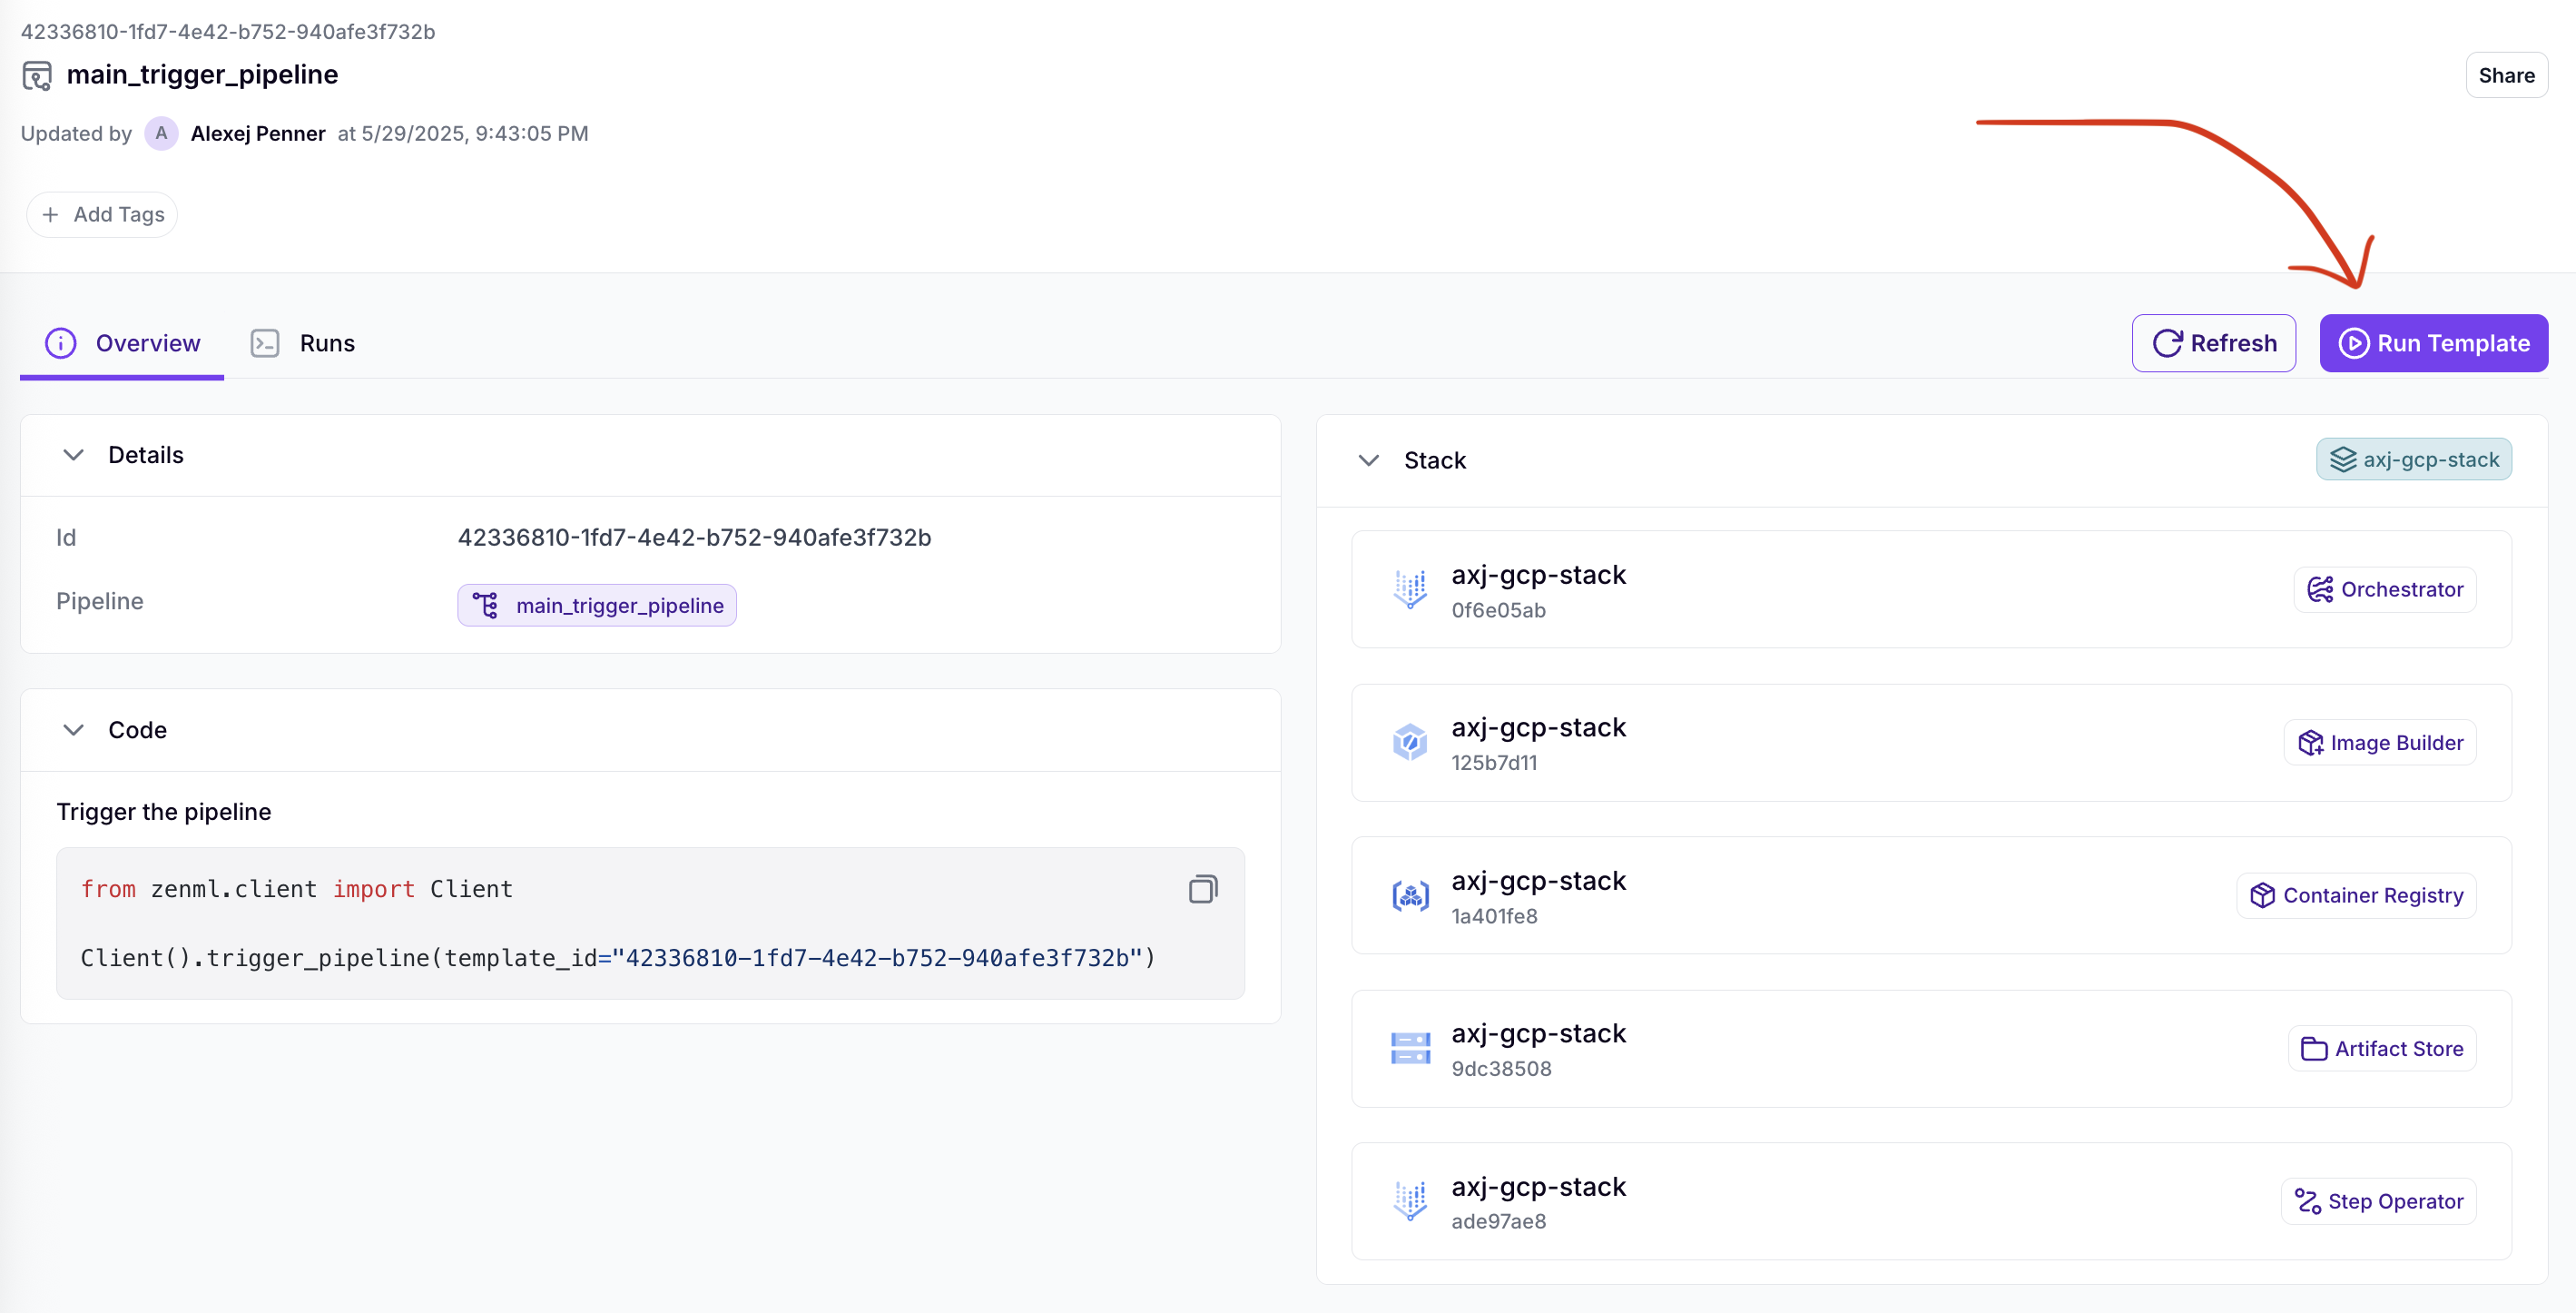 42336810-1fd7-4e42-b752-940afe3f732b
main_trigger_pipeline
Share
Updated by A Alexej Penner at 5/29/2025, 9:43:05 PM
+ Add Tags
Overview
Runs
Refresh
Run Template
Details
Id
42336810-1fd7-4e42-b752-940afe3f732b
Pipeline
main_trigger_pipeline
Code
Trigger the pipeline
from zenml.client import Client
Client().trigger_pipeline(template_id="42336810-1fd7-4e42-b752-940afe3f732b")
Stack
axj-gcp-stack
axj-gcp-stack
0f6e05ab
Orchestrator
axj-gcp-stack
125b7d11
Image Builder
axj-gcp-stack
1a401fe8
Container Registry
axj-gcp-stack
9dc38508
Artifact Store
axj-gcp-stack
ade97ae8
Step Operator